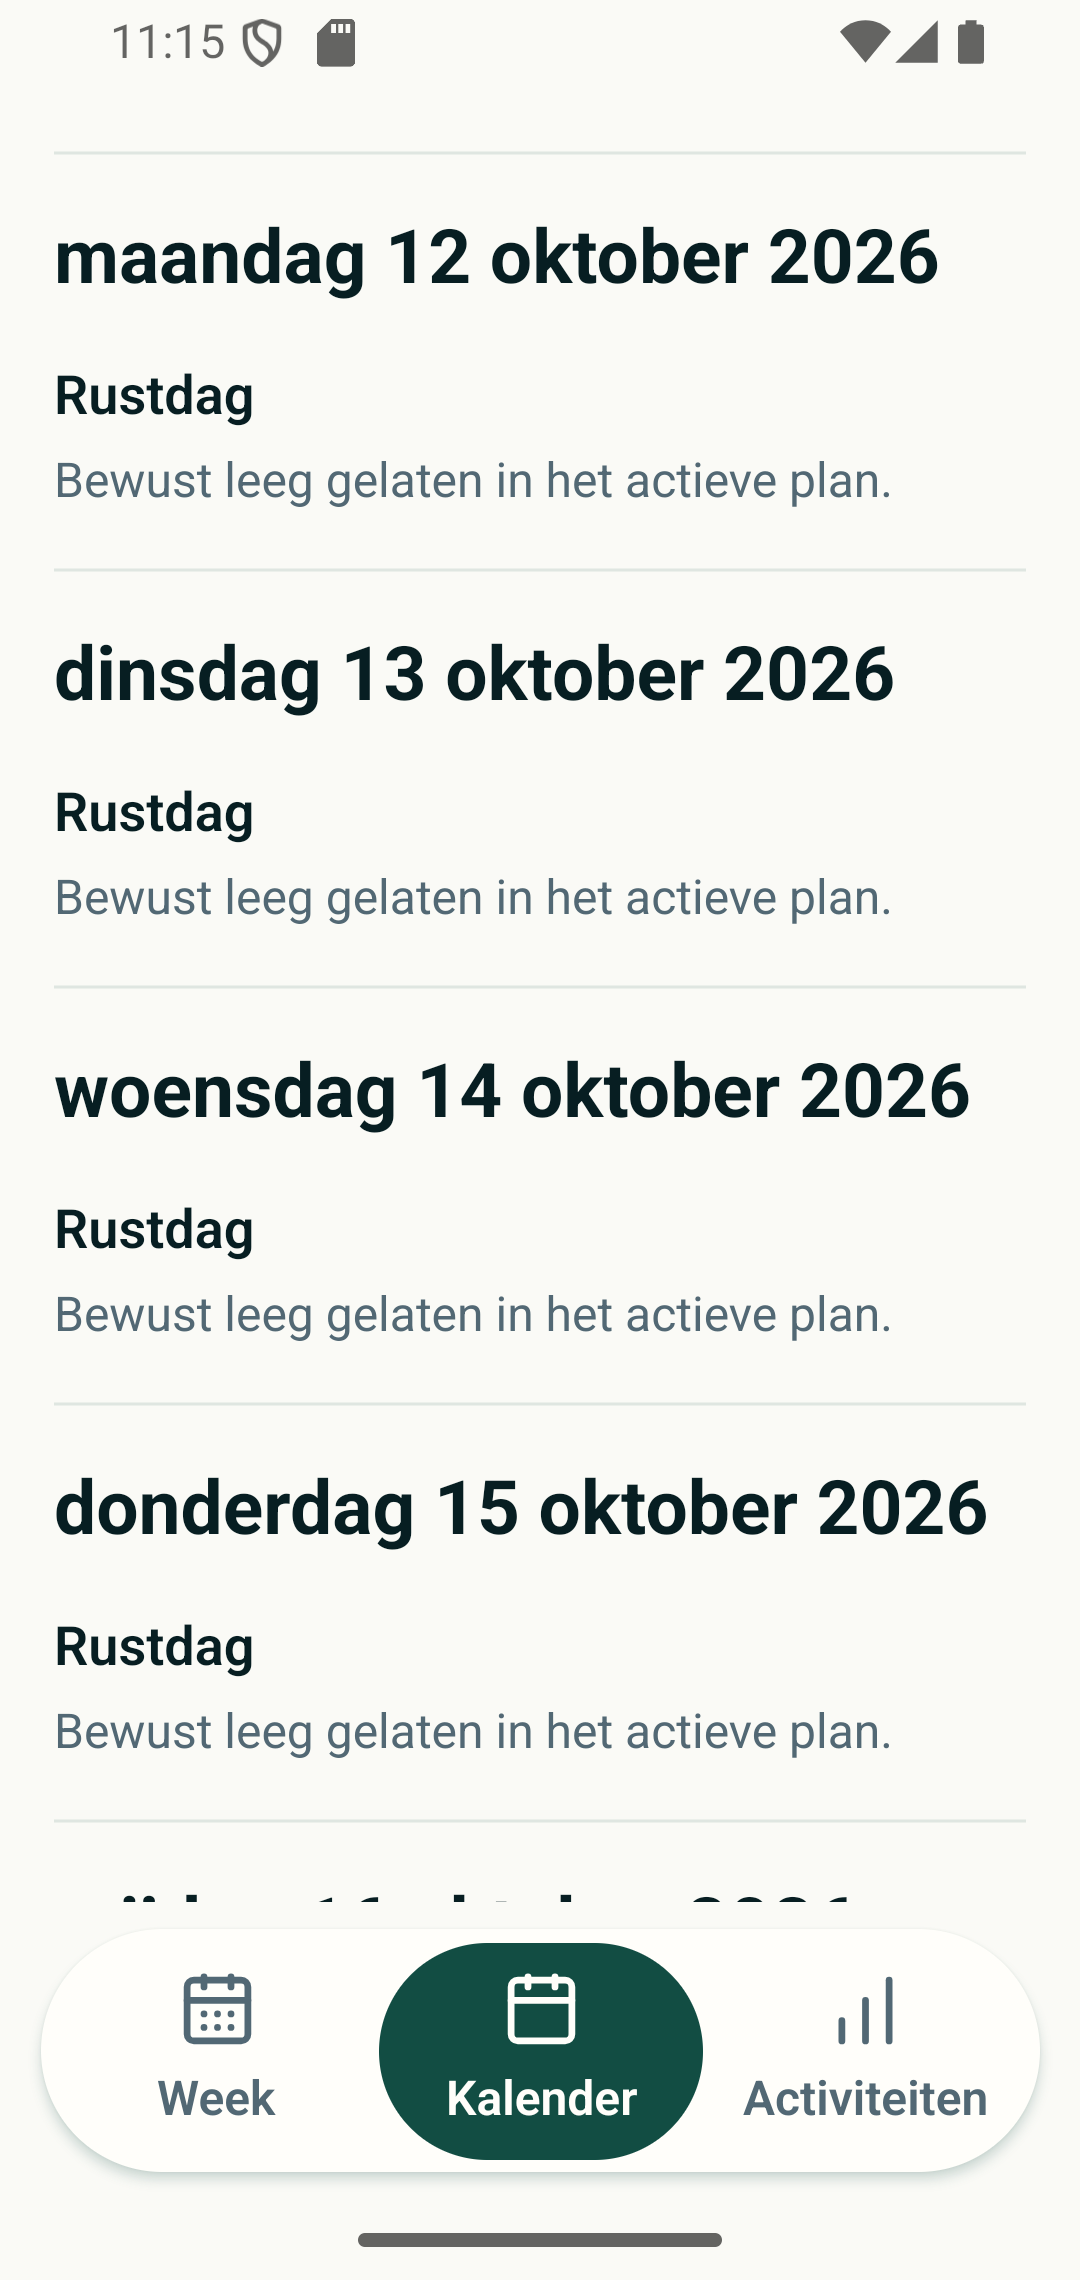 11:15
maandag 12 oktober 2026
Rustdag
Bewust leeg gelaten in het actieve plan.
dinsdag 13 oktober 2026
Rustdag
Bewust leeg gelaten in het actieve plan.
woensdag 14 oktober 2026
Rustdag
Bewust leeg gelaten in het actieve plan.
donderdag 15 oktober 2026
Rustdag
Bewust leeg gelaten in het actieve plan.
Week
Kalender
Activiteiten